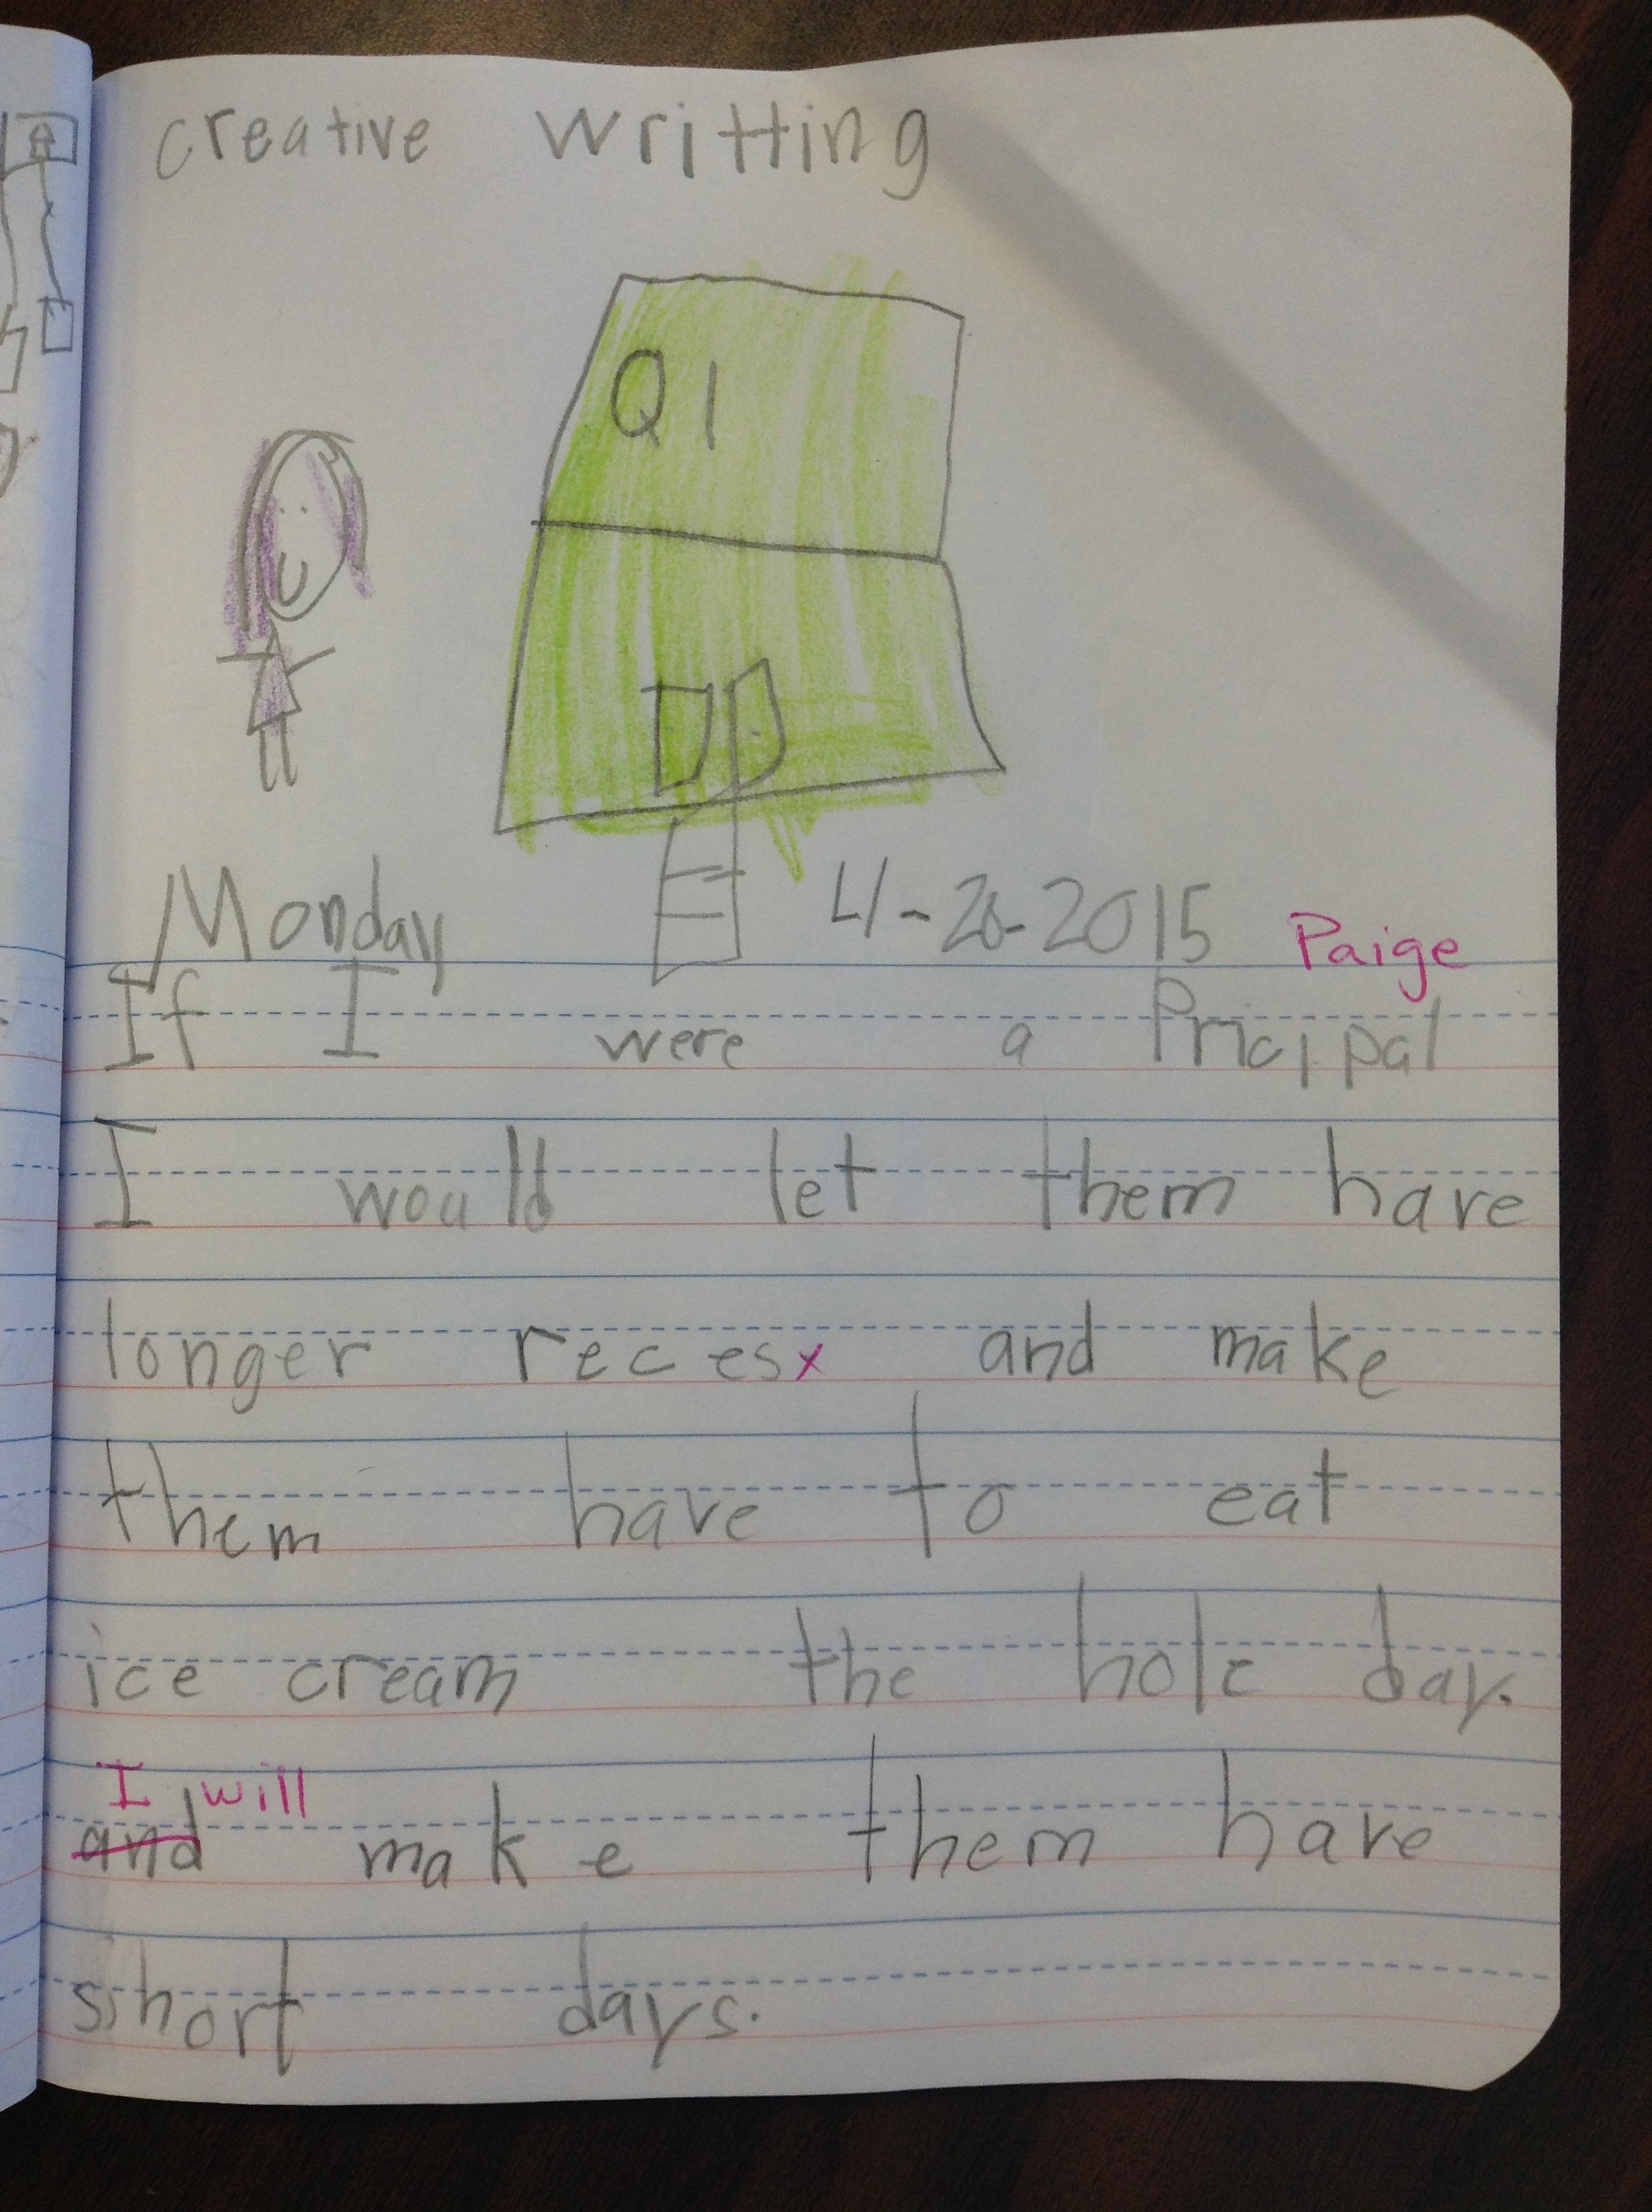 creative writting
Q1
Monday 4-20-2015 Paige
If I were a Pricipal
I would let them have
longer recesx and make
them have to eat
ice cream the hole day.
I will
and make them have
short days.